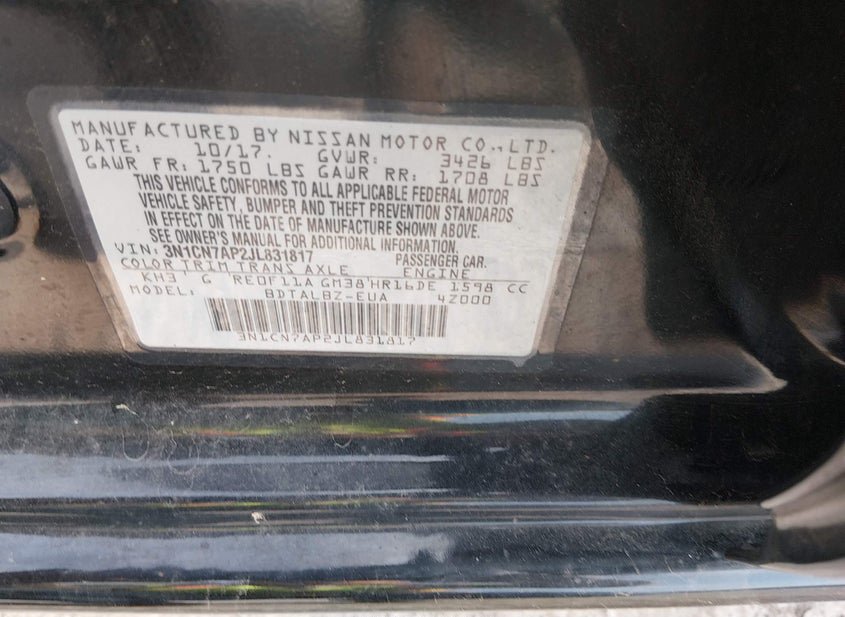 MANUFACTURED BY NISSAN MOTOR CO., LTD.
DATE: 10/17. GVWR: 3426 LBS
GAWR FR: 1750 LBS GAWR RR: 1708 LBS
THIS VEHICLE CONFORMS TO ALL APPLICABLE FEDERAL MOTOR
VEHICLE SAFETY, BUMPER AND THEFT PREVENTION STANDARDS
IN EFFECT ON THE DATE OF MANUFACTURE SHOWN ABOVE.
SEE OWNER'S MANUAL FOR ADDITIONAL INFORMATION.
VIN: 3N1CN7AP2JL831817 PASSENGER CAR.
COLOR TRIM TRANS AXLE ENGINE
KH3 G RE0F11A GM38 HR16DE 1598 CC
BDTALBZ-EUA 4Z000
3N1CN7AP2JL831817